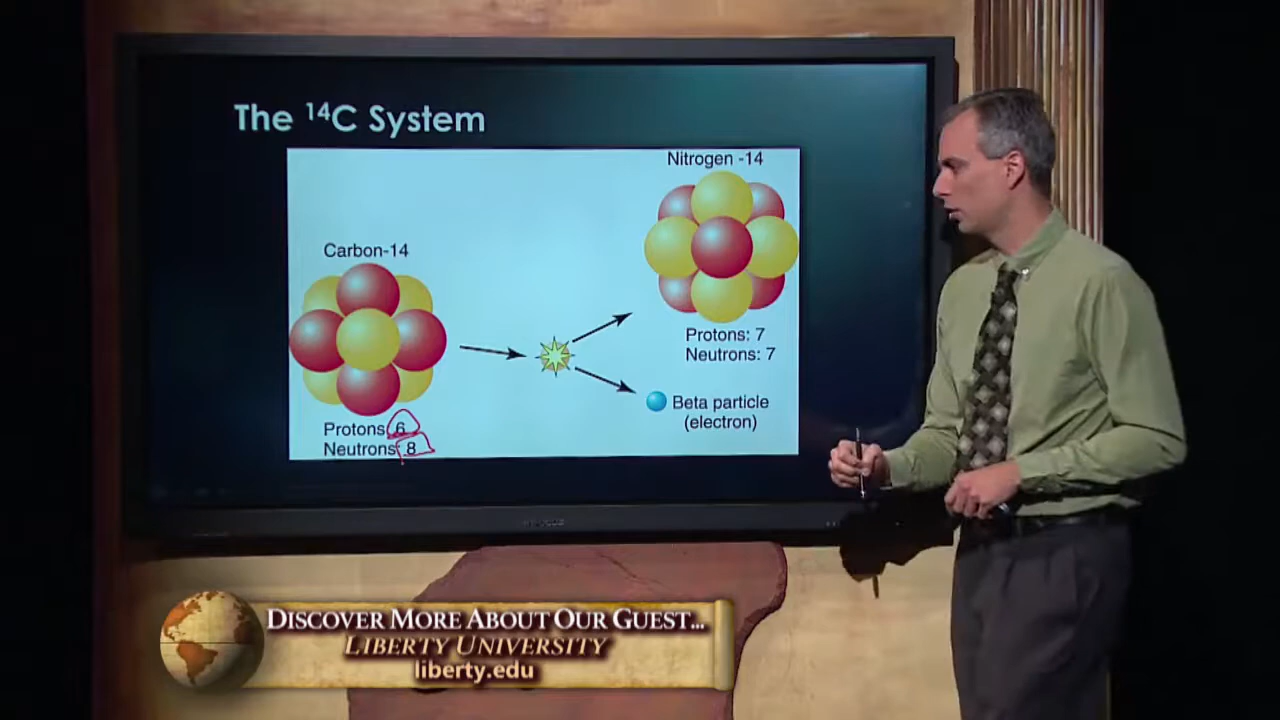 The ¹⁴C System
Nitrogen -14
Carbon-14
Protons: 7
Neutrons: 7
Beta particle
(electron)
Protons 6
Neutrons 8
DISCOVER MORE ABOUT OUR GUEST...
LIBERTY UNIVERSITY
liberty.edu